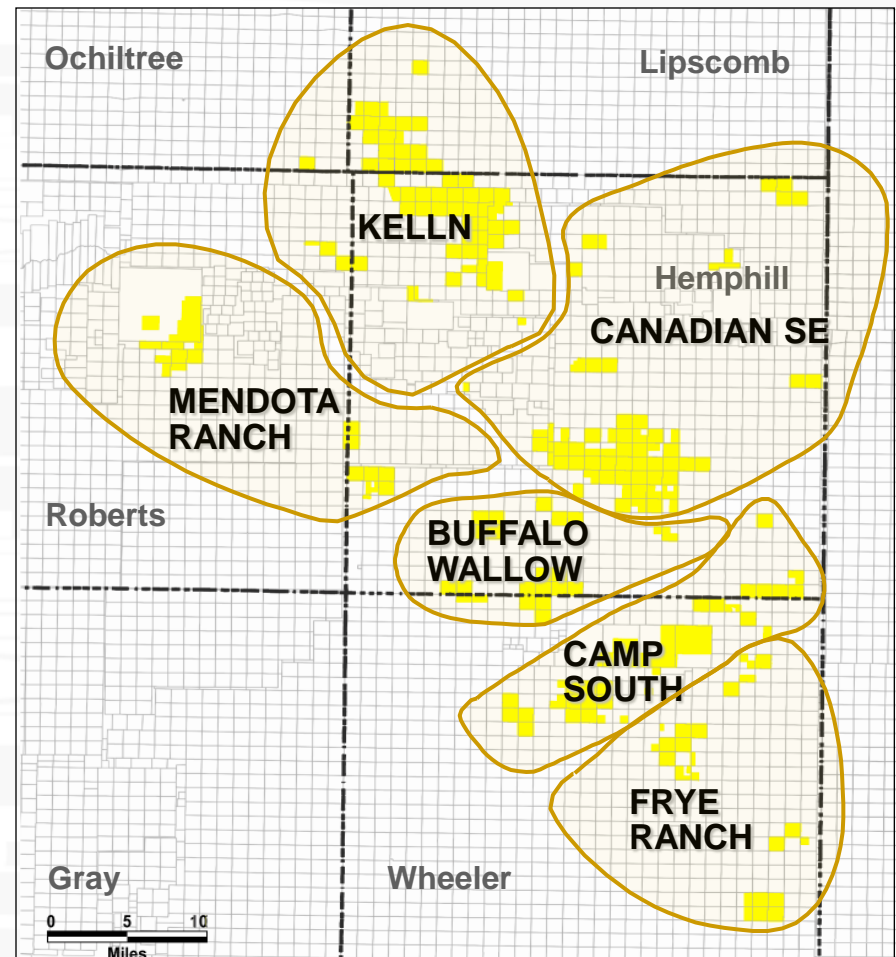 Ochiltree
Lipscomb
KELLN
Hemphill
CANADIAN SE
MENDOTA
RANCH
Roberts
BUFFALO
WALLOW
CAMP
SOUTH
FRYE
RANCH
Gray
Wheeler
0 5 10
Miles